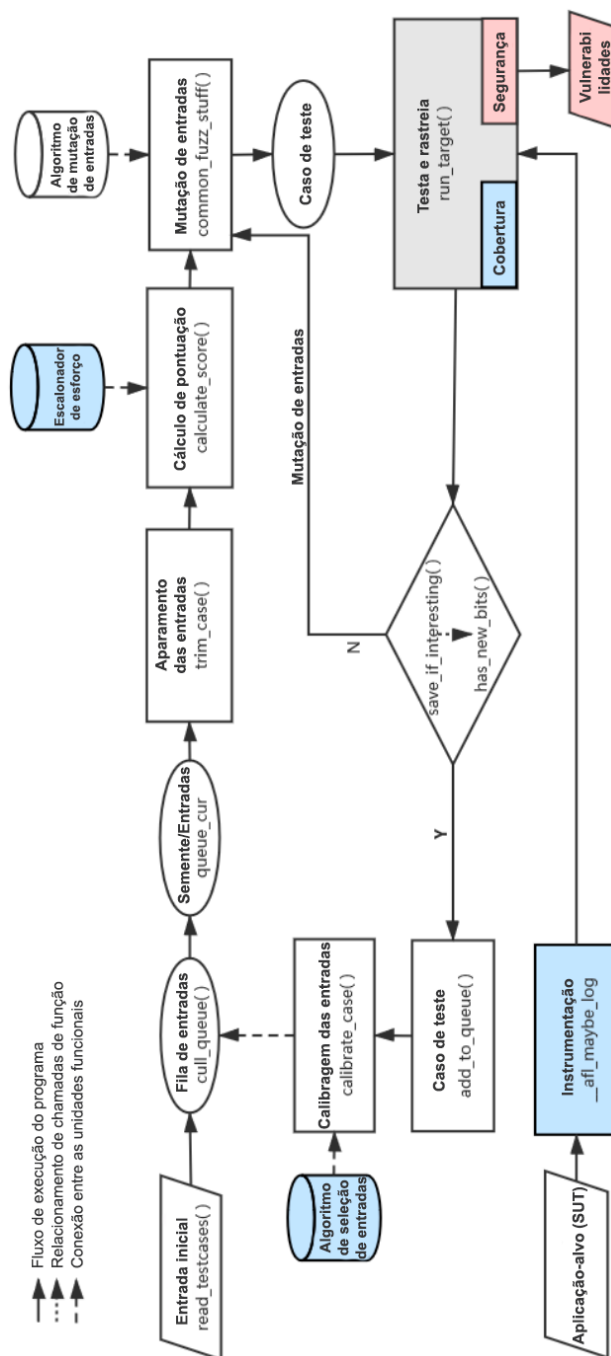 Fluxo de execução do programa
Relacionamento de chamadas de função
Conexão entre as unidades funcionais
Algoritmo
de mutação
de entradas
Escalonador
de esforço
Entrada inicial
read_testcases( )
Fila de entradas
cull_queue( )
Semente/Entradas
queue_cur
Aparamento
das entradas
trim_case( )
Cálculo de pontuação
calculate_score( )
Mutação de entradas
common_fuzz_stuff( )
Algoritmo
de seleção
de entradas
Calibragem das entradas
calibrate_case( )
Mutação de entradas
Caso de teste
Caso de teste
add_to_queue( )
Y
N
save_if_interesting( )
has_new_bits( )
Testa e rastreia
run_target( )
Cobertura
Segurança
Aplicação-alvo (SUT)
Instrumentação
__afl_maybe_log
Vulnerabi
lidades